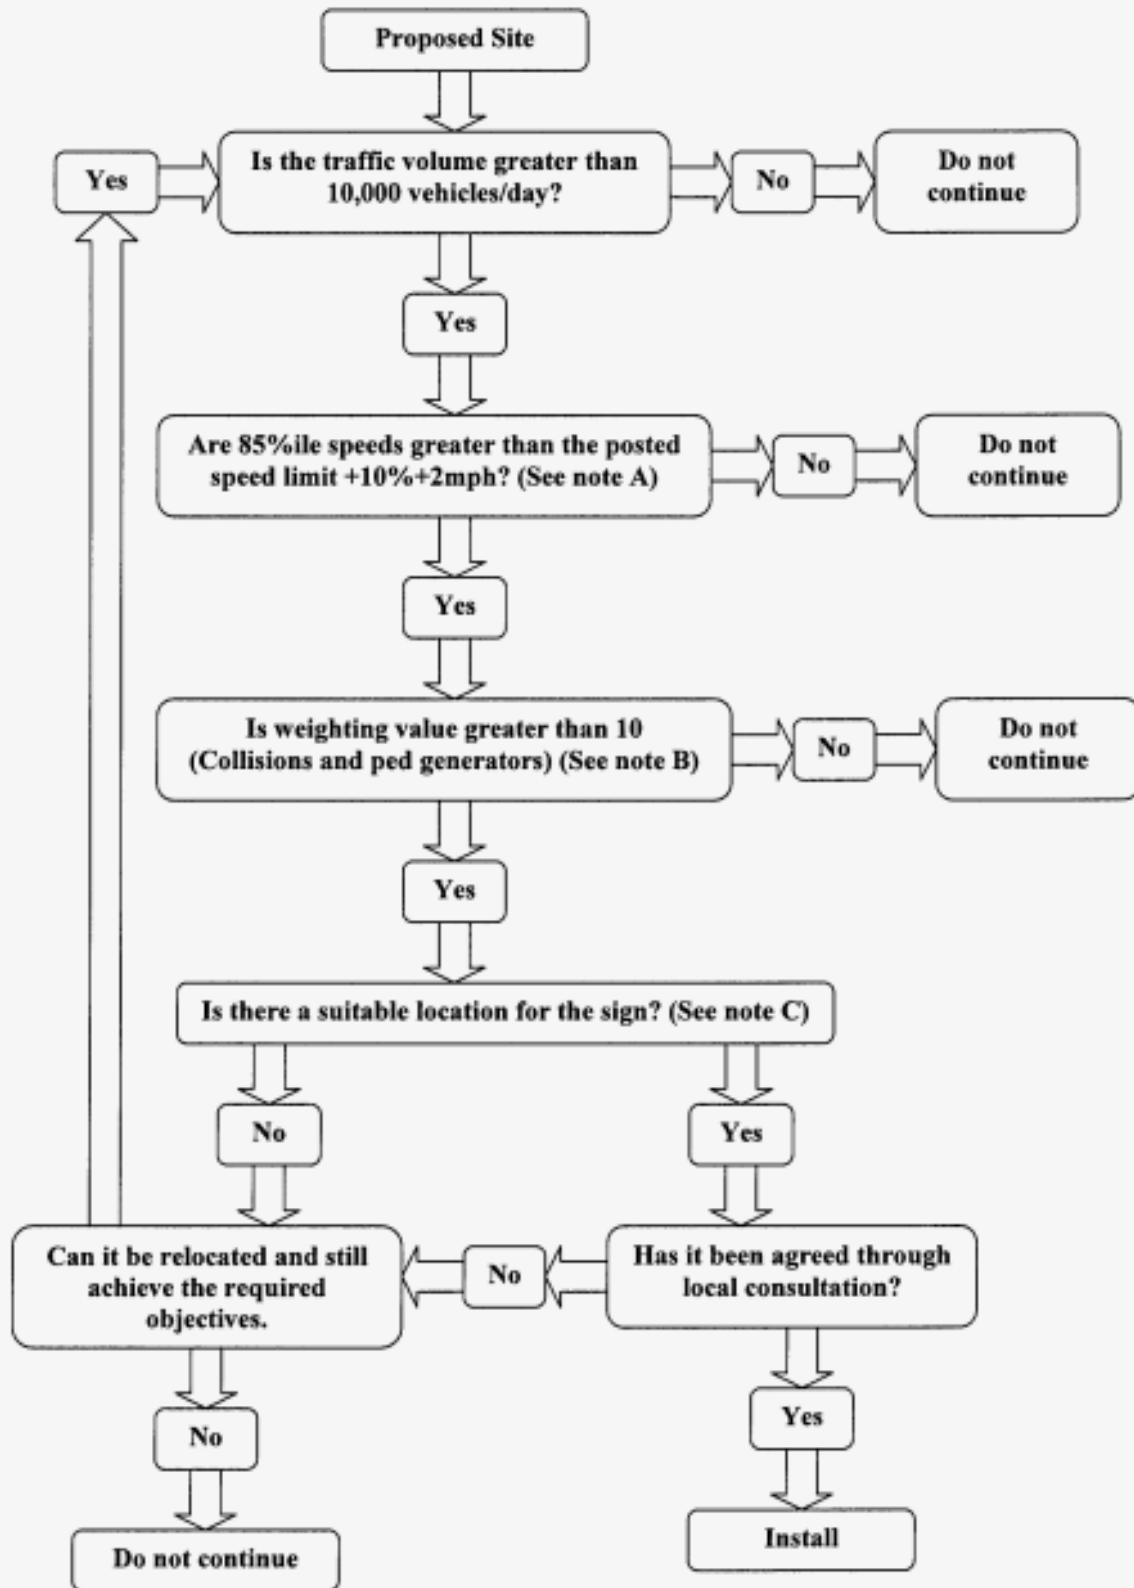 Proposed Site
Yes
Is the traffic volume greater than
10,000 vehicles/day?
No
Do not
continue
Yes
Are 85%ile speeds greater than the posted
speed limit +10%+2mph? (See note A)
No
Do not
continue
Yes
Is weighting value greater than 10
(Collisions and ped generators) (See note B)
No
Do not
continue
Yes
Is there a suitable location for the sign? (See note C)
No
Yes
Can it be relocated and still
achieve the required
objectives.
No
Has it been agreed through
local consultation?
No
Yes
Do not continue
Install